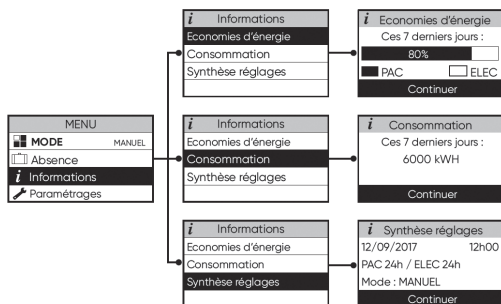 MENU
MODE MANUEL
Absence
i Informations
Paramétrages
i Informations
Economies d'énergie
Consommation
Synthèse réglages
i Economies d'énergie
Ces 7 derniers jours :
80%
PAC ELEC
Continuer
i Informations
Economies d'énergie
Consommation
Synthèse réglages
i Consommation
Ces 7 derniers jours :
6000 kWH
Continuer
i Informations
Economies d'énergie
Consommation
Synthèse réglages
i Synthèse réglages
12/09/2017 12h00
PAC 24h / ELEC 24h
Mode : MANUEL
Continuer